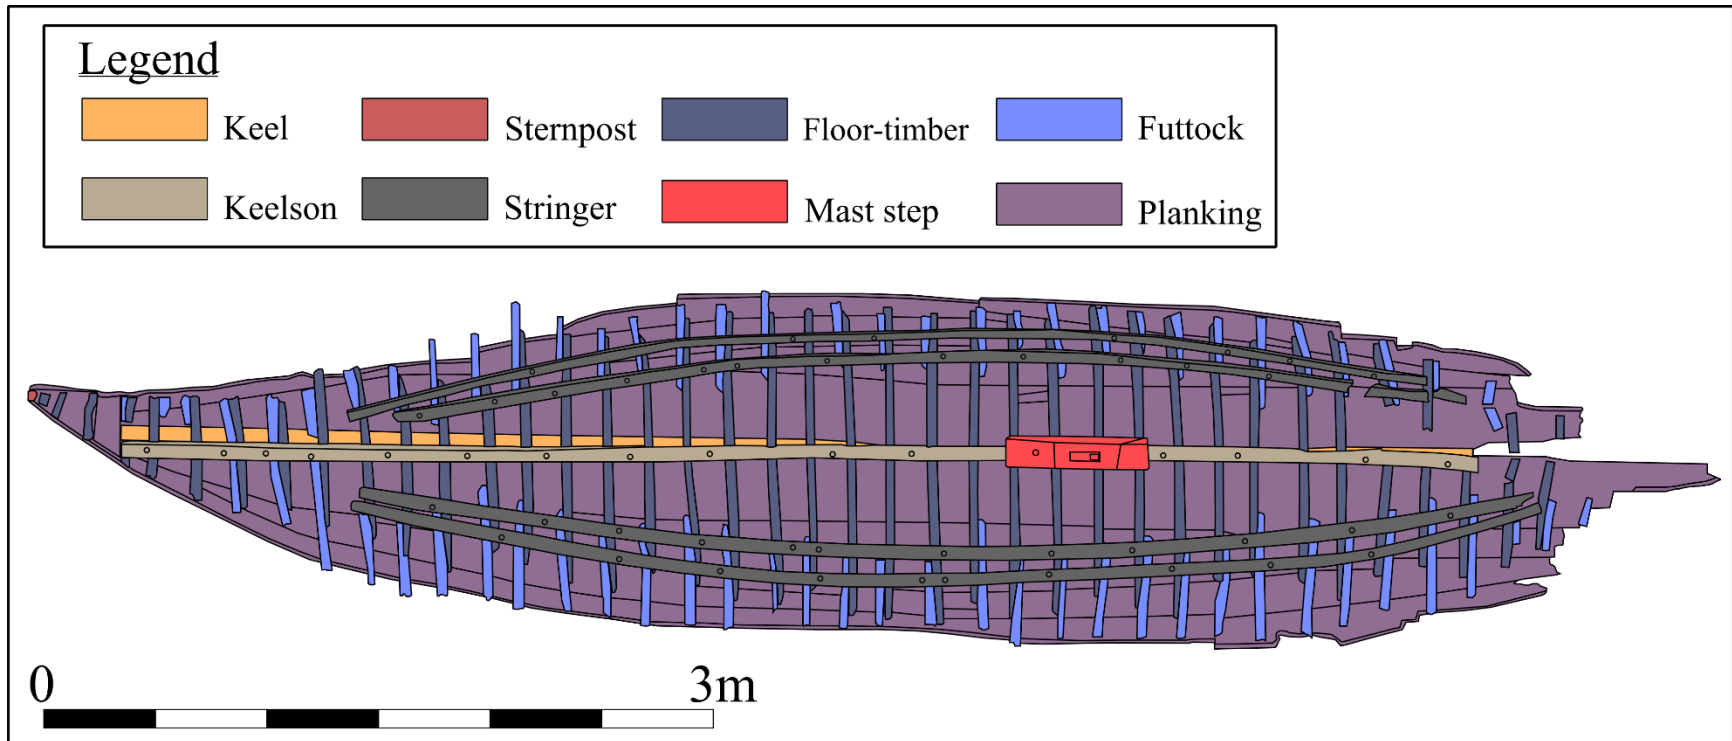 Legend
Keel Sternpost Floor-timber Futtock
Keelson Stringer Mast step Planking
0 3m